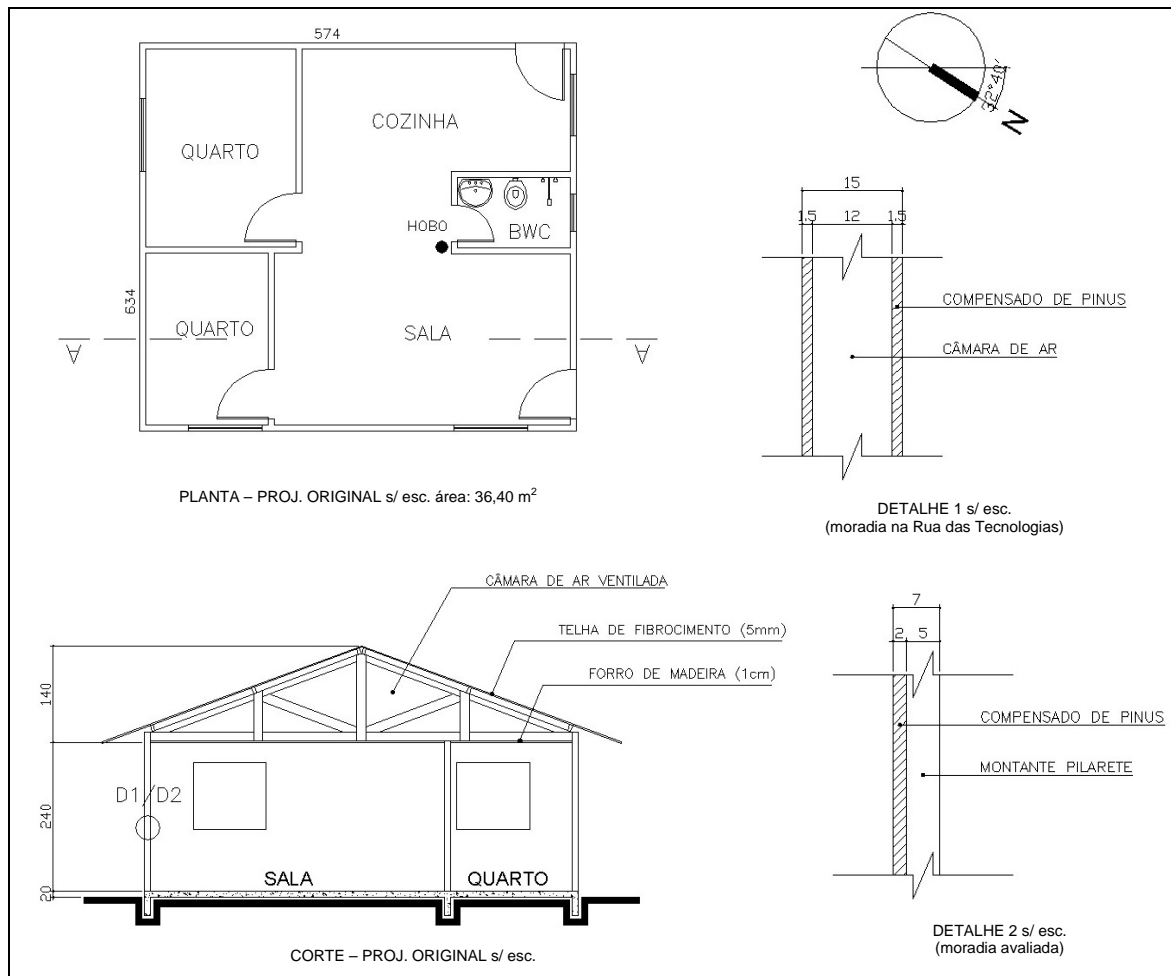 574
COZINHA
QUARTO
HOBO
BWC
634
QUARTO
SALA
A
A
PLANTA – PROJ. ORIGINAL s/ esc. área: 36,40 m²
32°40'
N
15
1.5 12 1.5
COMPENSADO DE PINUS
CÂMARA DE AR
DETALHE 1 s/ esc.
(moradia na Rua das Tecnologias)
CÂMARA DE AR VENTILADA
TELHA DE FIBROCIMENTO (5mm)
FORRO DE MADEIRA (1cm)
140
D1/D2
240
20
SALA
QUARTO
CORTE – PROJ. ORIGINAL s/ esc.
7
2 5
COMPENSADO DE PINUS
MONTANTE PILARETE
DETALHE 2 s/ esc.
(moradia avaliada)